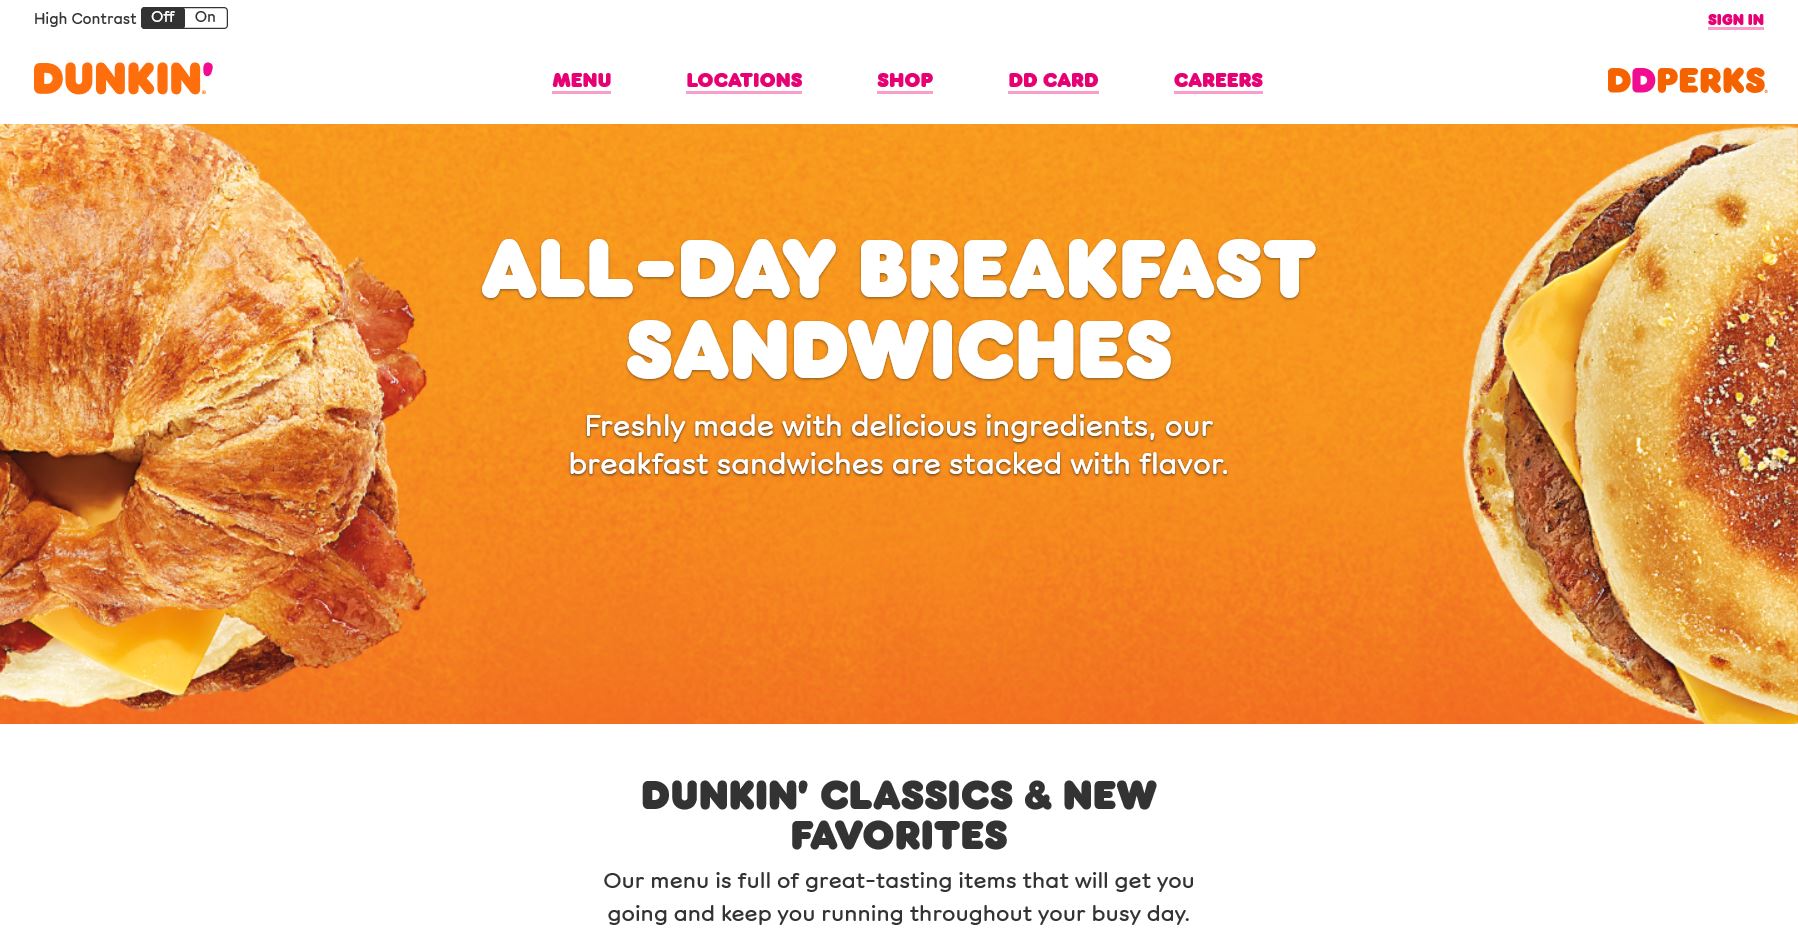 High Contrast Off On
SIGN IN
DUNKIN'
MENU LOCATIONS SHOP DD CARD CAREERS
DDPERKS
ALL-DAY BREAKFAST
SANDWICHES
Freshly made with delicious ingredients, our
breakfast sandwiches are stacked with flavor.
DUNKIN' CLASSICS & NEW
FAVORITES
Our menu is full of great-tasting items that will get you
going and keep you running throughout your busy day.